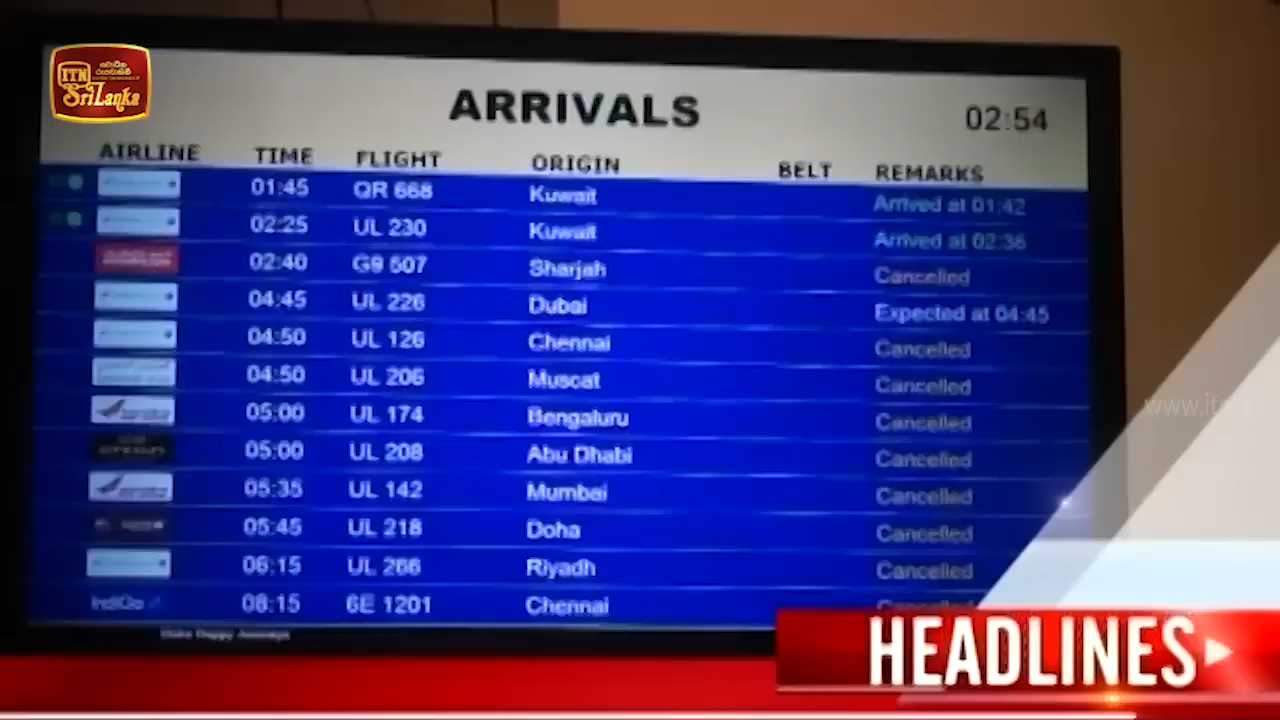 ITN
ස්වාධීන
රූපවාහිනී
Sri Lanka
ARRIVALS
02:54
AIRLINE TIME FLIGHT ORIGIN BELT REMARKS
01:45 QR 668 Kuwait Arrived at 01:42
02:25 UL 230 Kuwait Arrived at 02:36
02:40 G9 507 Sharjah Cancelled
04:45 UL 226 Dubai Expected at 04:45
04:50 UL 126 Chennai Cancelled
04:50 UL 206 Muscat Cancelled
05:00 UL 174 Bengaluru Cancelled
05:00 UL 208 Abu Dhabi Cancelled
05:35 UL 142 Mumbai Cancelled
05:45 UL 218 Doha Cancelled
06:15 UL 266 Riyadh Cancelled
IndiGo 08:15 6E 1201 Chennai
HEADLINES